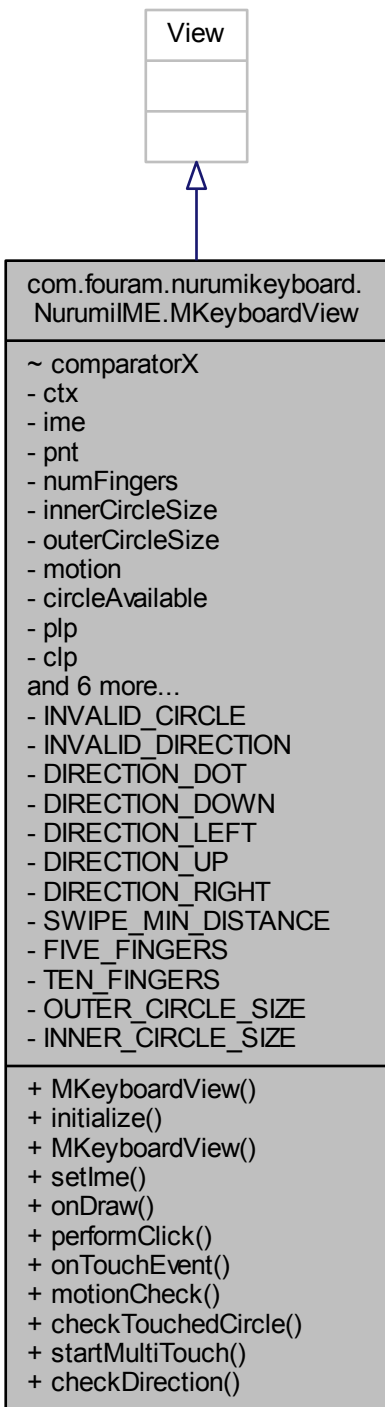 View
com.fouram.nurumikeyboard.
NurumiIME.MKeyboardView
~ comparatorX
- ctx
- ime
- pnt
- numFingers
- innerCircleSize
- outerCircleSize
- motion
- circleAvailable
- plp
- clp
and 6 more...
- INVALID_CIRCLE
- INVALID_DIRECTION
- DIRECTION_DOT
- DIRECTION_DOWN
- DIRECTION_LEFT
- DIRECTION_UP
- DIRECTION_RIGHT
- SWIPE_MIN_DISTANCE
- FIVE_FINGERS
- TEN_FINGERS
- OUTER_CIRCLE_SIZE
- INNER_CIRCLE_SIZE
+ MKeyboardView()
+ initialize()
+ MKeyboardView()
+ setIme()
+ onDraw()
+ performClick()
+ onTouchEvent()
+ motionCheck()
+ checkTouchedCircle()
+ startMultiTouch()
+ checkDirection()